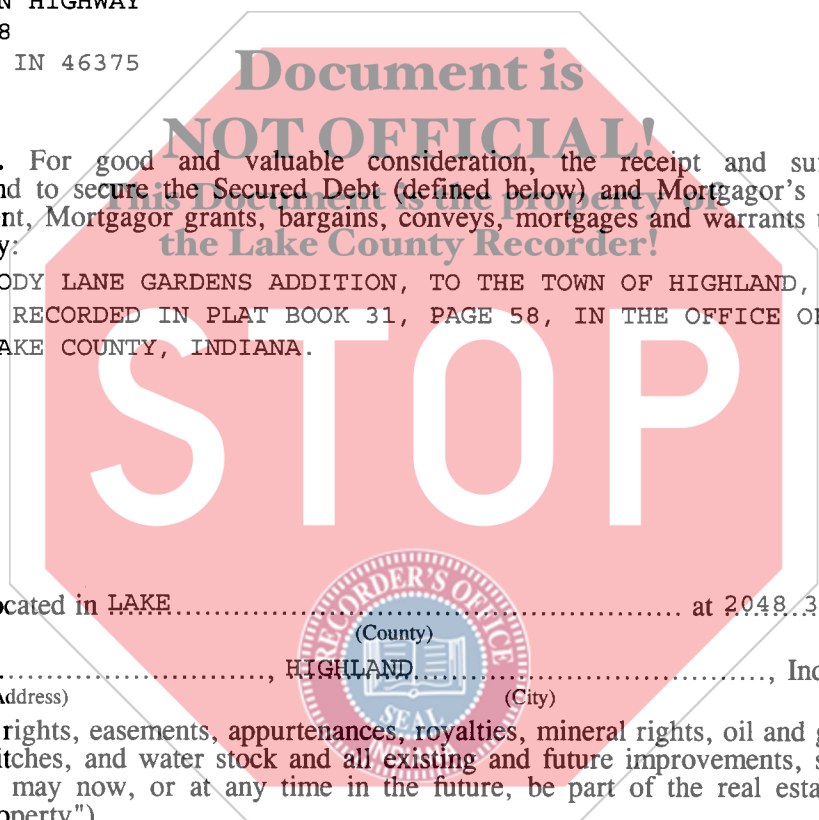 N HIGHWAY
8
IN 46375
Document is
NOT OFFICIAL!
. For good and valuable consideration, the receipt and su
nd to secure the Secured Debt (defined below) and Mortgagor's
This Document is the property of
nt, Mortgagor grants, bargains, conveys, mortgages and warrants
y:
the Lake County Recorder!
ODY LANE GARDENS ADDITION, TO THE TOWN OF HIGHLAND,
RECORDED IN PLAT BOOK 31, PAGE 58, IN THE OFFICE OF
AKE COUNTY, INDIANA.
STOP
ocated in LAKE.................................................................... at 2048 3
(County)
...................................., HIGHLAND..............................................., Ind
Address) (City)
RECORDER'S OFFICE
SEAL
INDIANA
rights, easements, appurtenances, royalties, mineral rights, oil and g
itches, and water stock and all existing and future improvements, s
may now, or at any time in the future, be part of the real esta
operty")